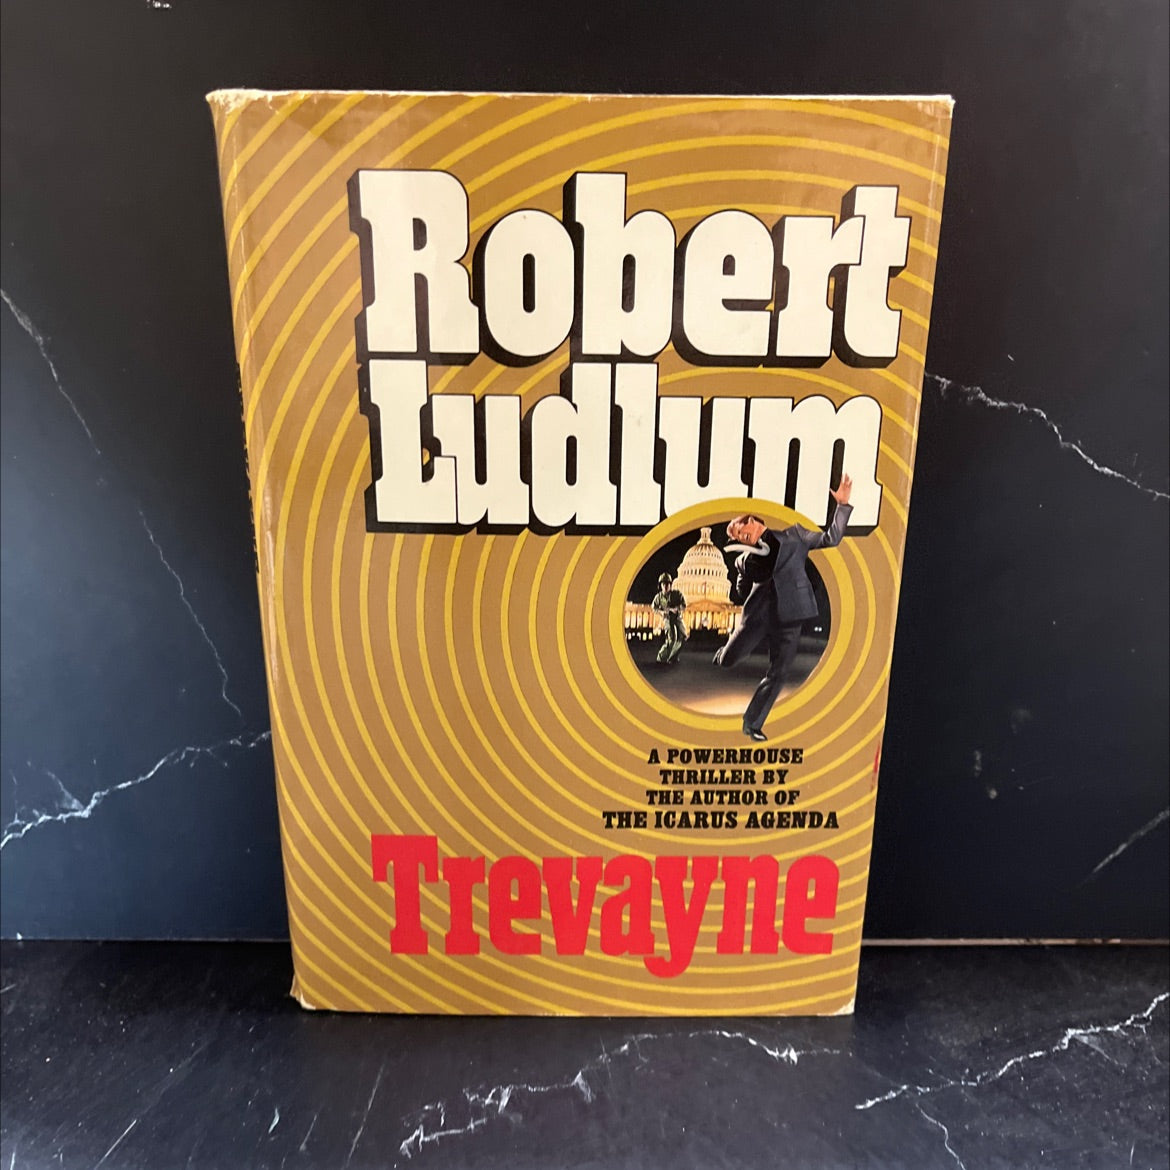 Robert
Ludlum
A POWERHOUSE
THRILLER BY
THE AUTHOR OF
THE ICARUS AGENDA
Trevayne